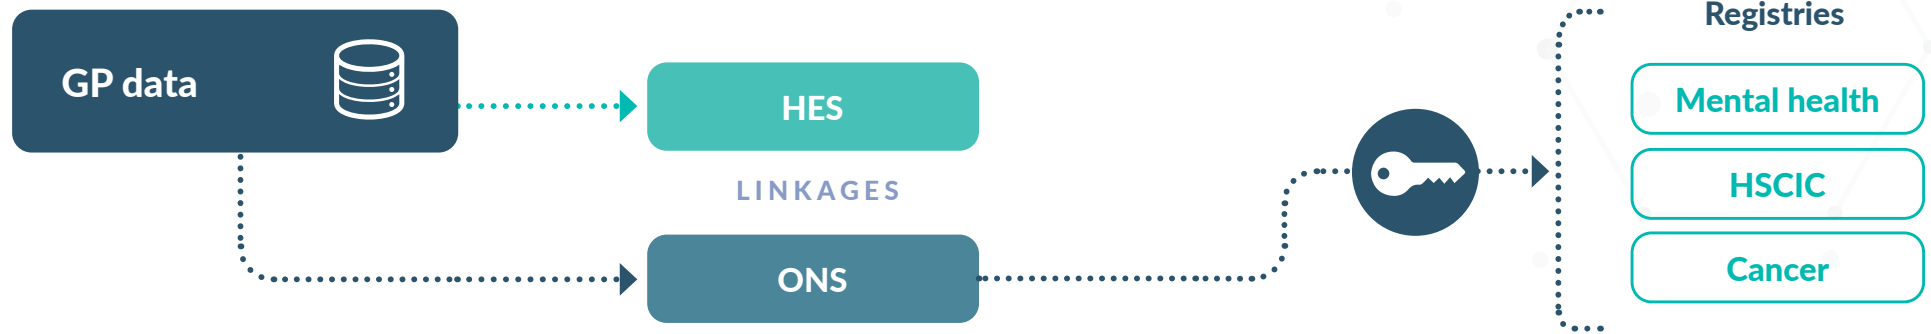 GP data
HES
LINKAGES
ONS
Registries
Mental health
HSCIC
Cancer